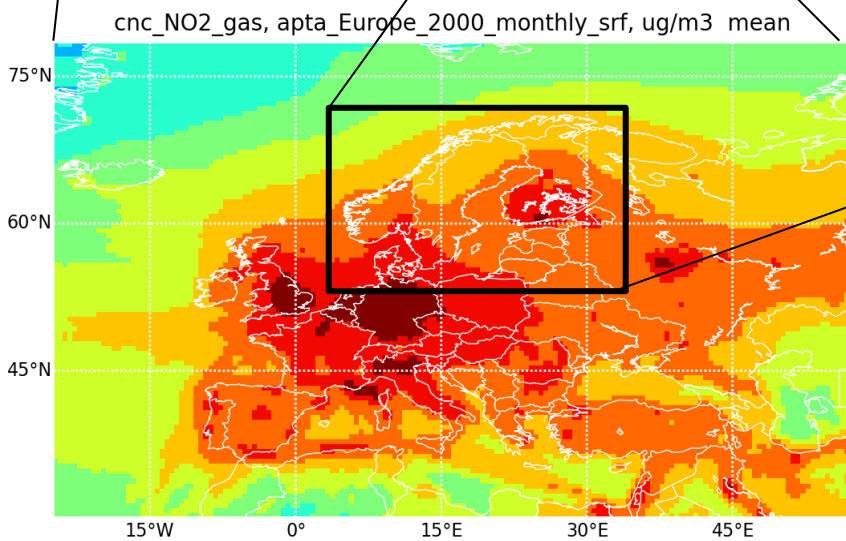 cnc_NO2_gas, apta_Europe_2000_monthly_srf, ug/m3 mean
75°N
60°N
45°N
15°W 0° 15°E 30°E 45°E